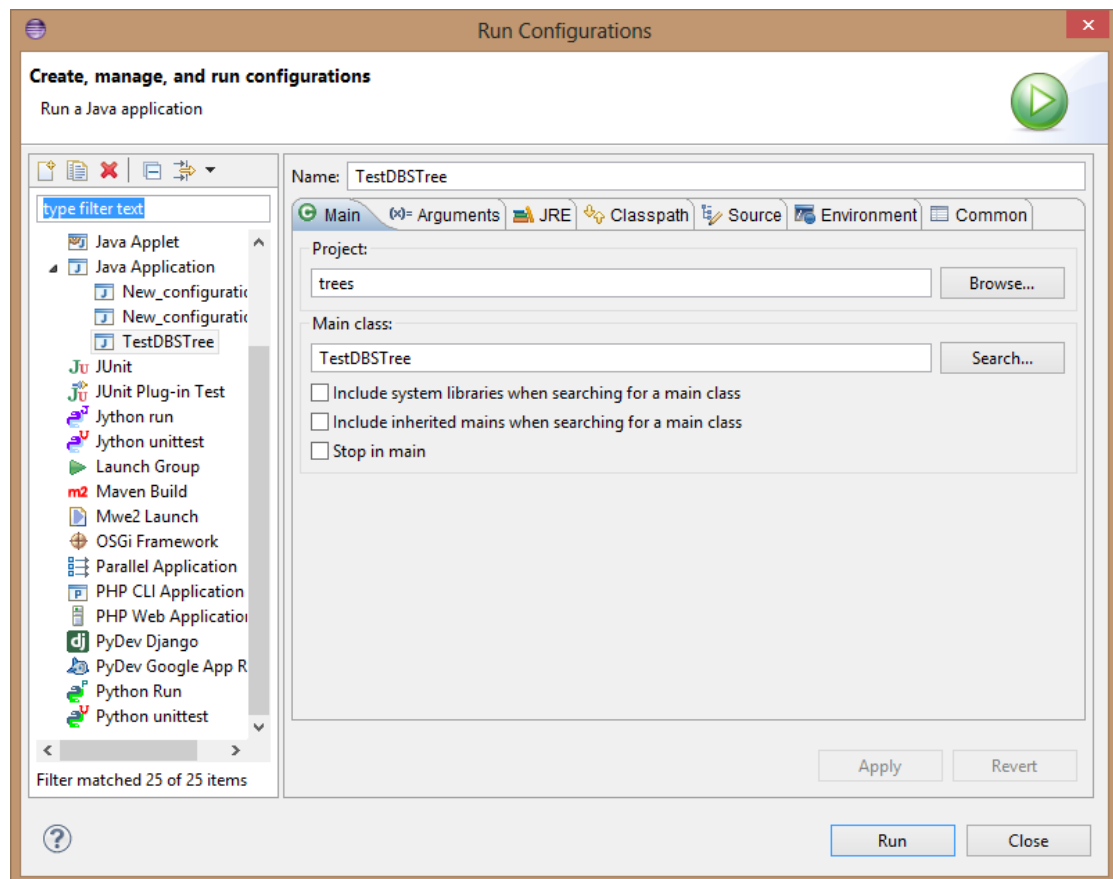 Run Configurations
Create, manage, and run configurations
Run a Java application
type filter text
Java Applet
Java Application
New_configuratic
New_configuratic
TestDBSTree
Ju JUnit
JUnit Plug-in Test
Jython run
Jython unittest
Launch Group
m2 Maven Build
Mwe2 Launch
OSGi Framework
Parallel Application
PHP CLI Application
PHP Web Application
dj PyDev Django
PyDev Google App R
Python Run
Python unittest
Filter matched 25 of 25 items
Name: TestDBSTree
Main (x)= Arguments JRE Classpath Source Environment Common
Project:
trees Browse...
Main class:
TestDBSTree Search...
Include system libraries when searching for a main class
Include inherited mains when searching for a main class
Stop in main
Apply Revert
? Run Close